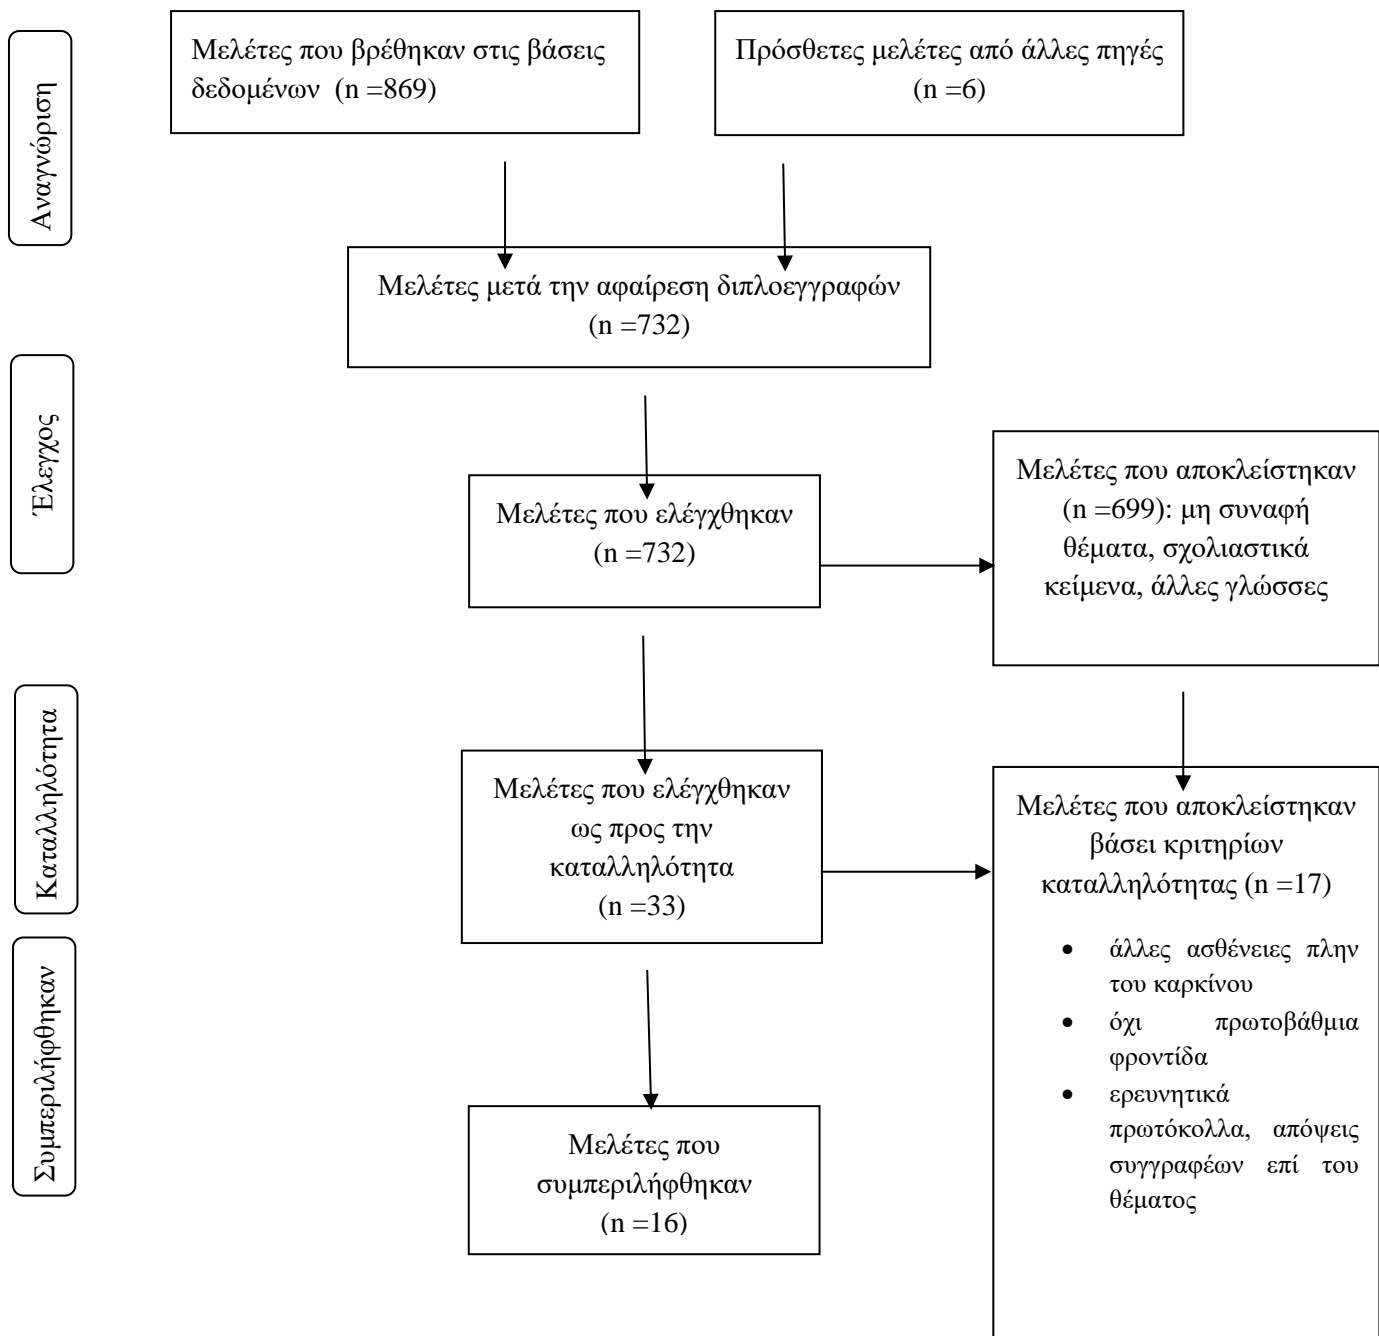 Αναγνώριση
Μελέτες που βρέθηκαν στις βάσεις
δεδομένων (n =869)
Πρόσθετες μελέτες από άλλες πηγές
(n =6)
Μελέτες μετά την αφαίρεση διπλοεγγραφών
(n =732)
Έλεγχος
Μελέτες που ελέγχθηκαν
(n =732)
Μελέτες που αποκλείστηκαν
(n =699): μη συναφή
θέματα, σχολιαστικά
κείμενα, άλλες γλώσσες
Καταλληλότητα
Μελέτες που ελέγχθηκαν
ως προς την
καταλληλότητα
(n =33)
Μελέτες που αποκλείστηκαν
βάσει κριτηρίων
καταλληλότητας (n =17)
• άλλες ασθένειες πλην
του καρκίνου
• όχι πρωτοβάθμια
φροντίδα
• ερευνητικά
πρωτόκολλα, απόψεις
συγγραφέων επί του
θέματος
Συμπεριλήφθηκαν
Μελέτες που
συμπεριλήφθηκαν
(n =16)